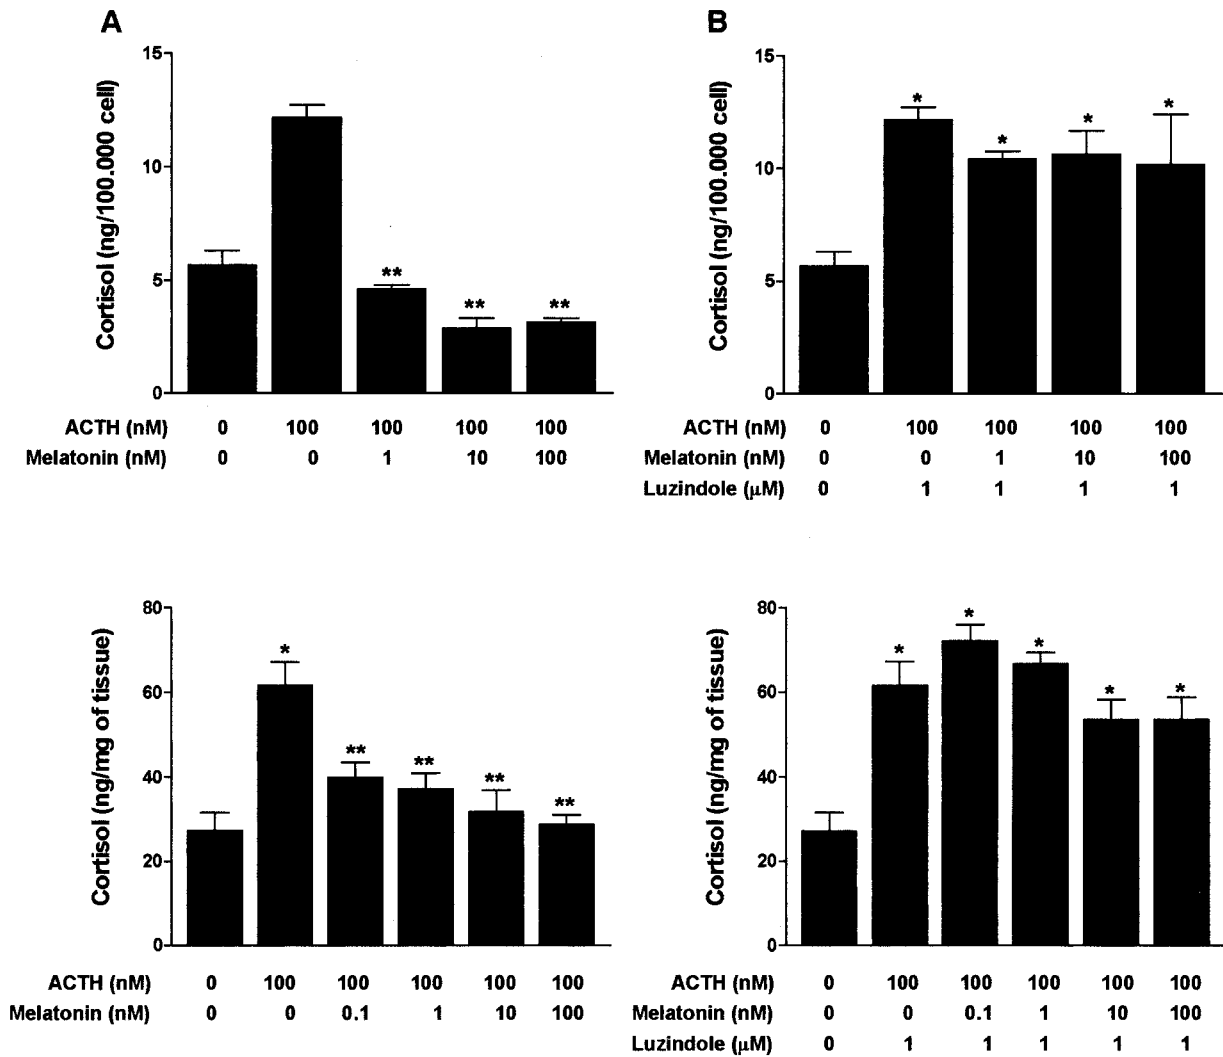 A
15
10
5
0
Cortisol (ng/100.000 cell)
** ** **
ACTH (nM) 0 100 100 100 100
Melatonin (nM) 0 0 1 10 100
B
15
10
5
0
Cortisol (ng/100.000 cell)
* * * *
ACTH (nM) 0 100 100 100 100
Melatonin (nM) 0 0 1 10 100
Luzindole (μM) 0 1 1 1 1
80
60
40
20
0
Cortisol (ng/mg of tissue)
* ** ** ** **
ACTH (nM) 0 100 100 100 100 100
Melatonin (nM) 0 0 0.1 1 10 100
80
60
40
20
0
Cortisol (ng/mg of tissue)
* * * * *
ACTH (nM) 0 100 100 100 100 100
Melatonin (nM) 0 0 0.1 1 10 100
Luzindole (μM) 0 1 1 1 1 1